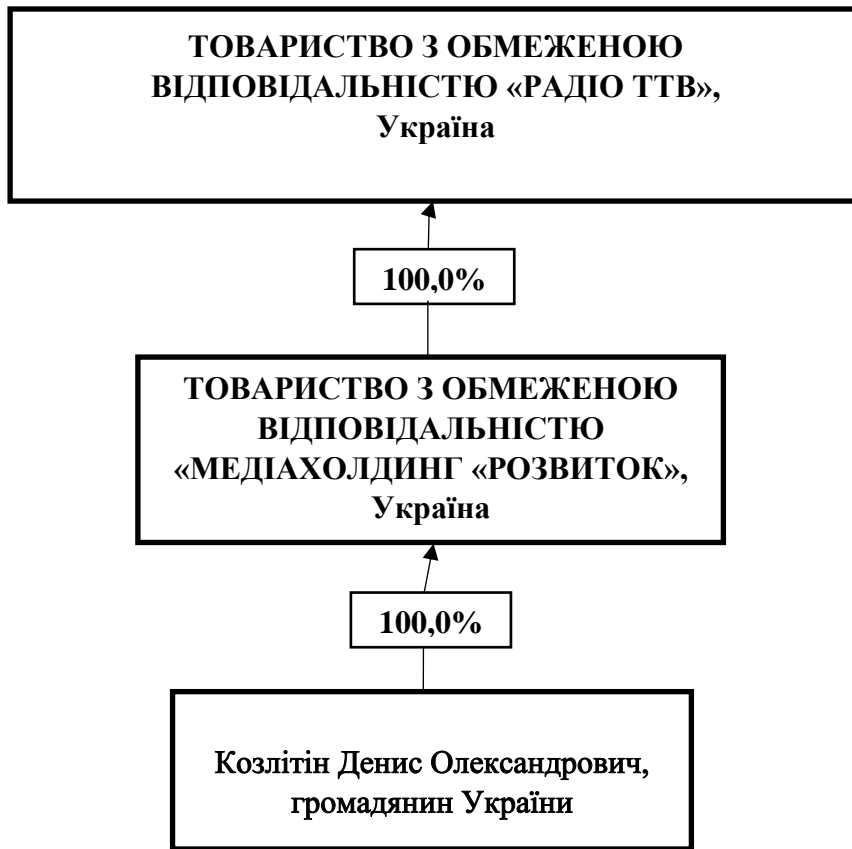 ТОВАРИСТВО З ОБМЕЖЕНОЮ
ВІДПОВІДАЛЬНІСТЮ «РАДІО ТТВ»,
Україна
100,0%
ТОВАРИСТВО З ОБМЕЖЕНОЮ
ВІДПОВІДАЛЬНІСТЮ
«МЕДІАХОЛДИНГ «РОЗВИТОК»,
Україна
100,0%
Козлітін Денис Олександрович,
громадянин України